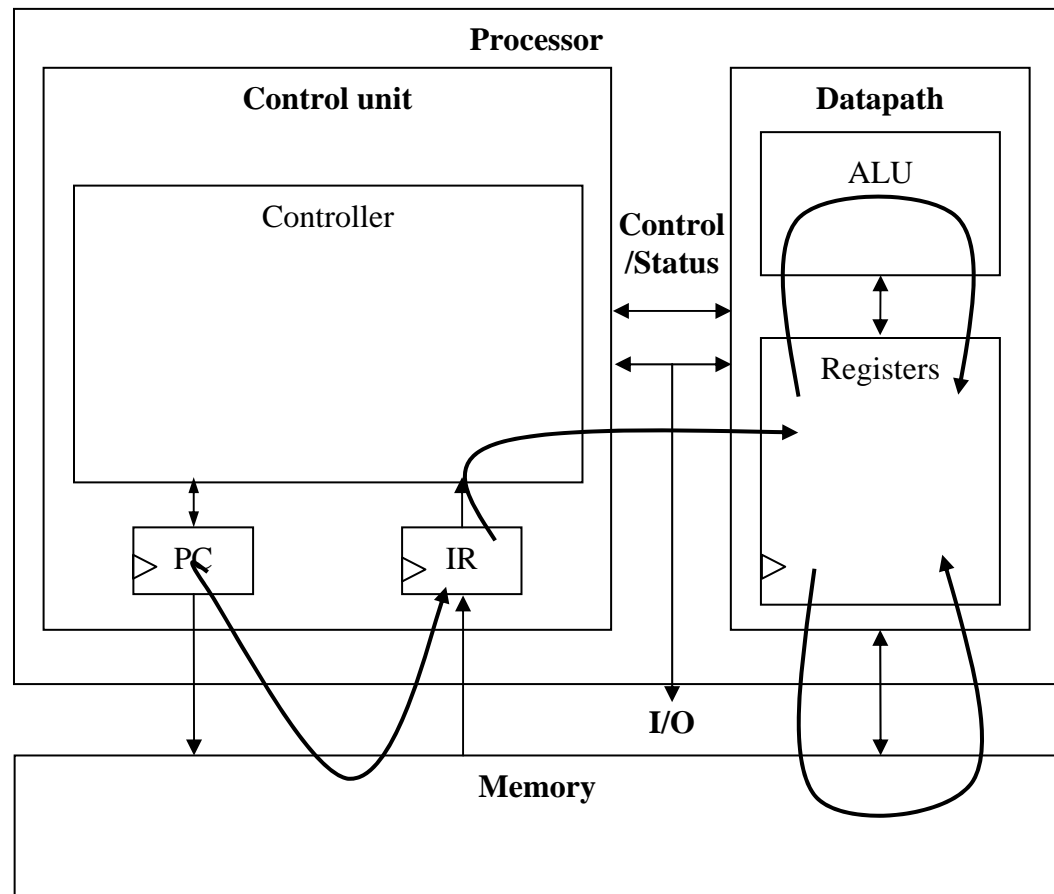 Processor
Control unit
Datapath
ALU
Controller
Control
/Status
Registers
PC
IR
I/O
Memory